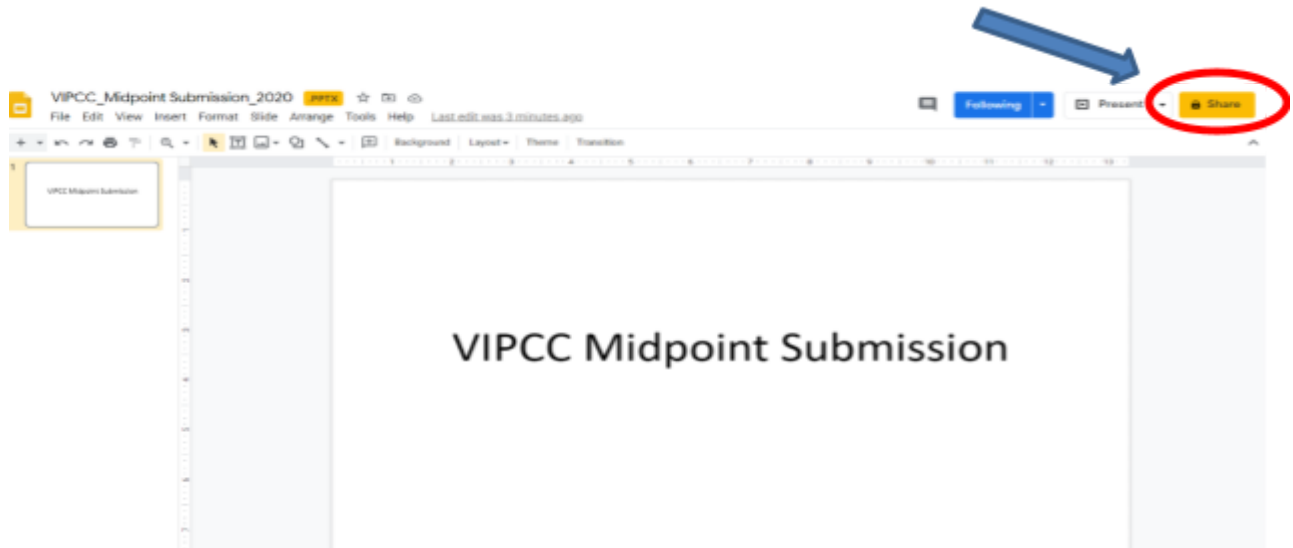 VIPCC_Midpoint Submission_2020 .PPTX
File Edit View Insert Format Slide Arrange Tools Help Last edit was 3 minutes ago
Following Present Share
Background Layout Theme Transition
1
VIPCC Midpoint Submission
VIPCC Midpoint Submission